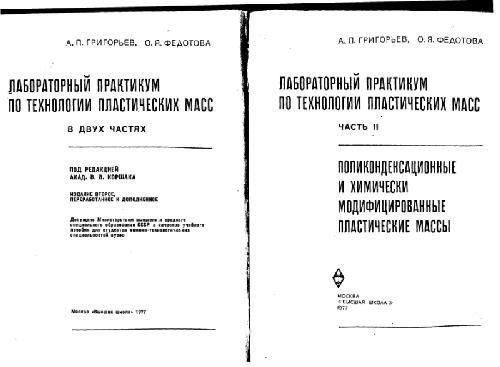 А. П. ГРИГОРЬЕВ, О. Я. ФЕДОТОВА
ЛАБОРАТОРНЫЙ ПРАКТИКУМ
ПО ТЕХНОЛОГИИ ПЛАСТИЧЕСКИХ МАСС
В ДВУХ ЧАСТЯХ
ПОД РЕДАКЦИЕЙ
АКАД. В. В. КОРШАКА
ИЗДАНИЕ ВТОРОЕ,
ПЕРЕРАБОТАННОЕ И ДОПОЛНЕННОЕ
Допущено Министерством высшего и среднего
специального образования СССР в качестве учебного
пособия для студентов химико-технологических
специальностей вузов
Москва «Высшая школа» 1977
А. П. ГРИГОРЬЕВ, О. Я. ФЕДОТОВА
ЛАБОРАТОРНЫЙ ПРАКТИКУМ
ПО ТЕХНОЛОГИИ ПЛАСТИЧЕСКИХ МАСС
ЧАСТЬ II
ПОЛИКОНДЕНСАЦИОННЫЕ
И ХИМИЧЕСКИ
МОДИФИЦИРОВАННЫЕ
ПЛАСТИЧЕСКИЕ МАССЫ
МОСКВА
«ВЫСШАЯ ШКОЛА»
1977